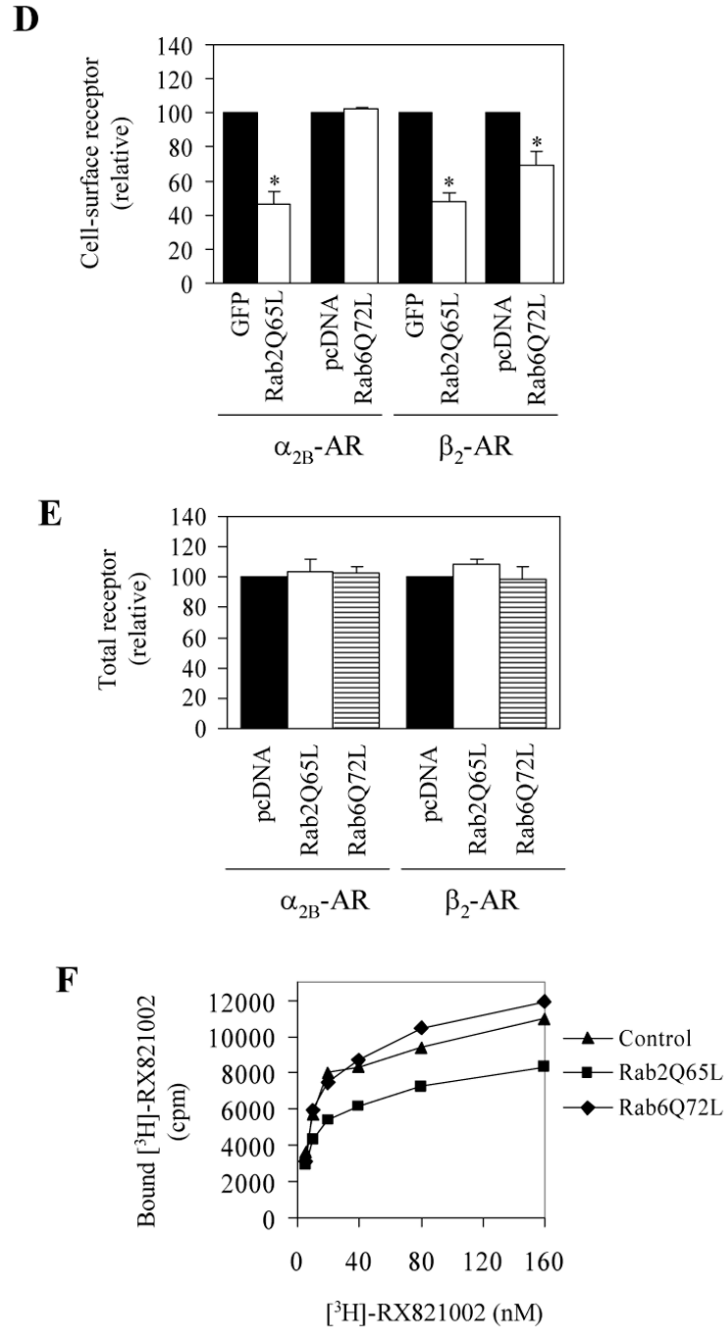 D
140
120
100
80
60
40
20
0
Cell-surface receptor
(relative)
*
*
*
GFP
Rab2Q65L
pcDNA
Rab6Q72L
GFP
Rab2Q65L
pcDNA
Rab6Q72L
α2B-AR
β2-AR
E
140
120
100
80
60
40
20
0
Total receptor
(relative)
pcDNA
Rab2Q65L
Rab6Q72L
pcDNA
Rab2Q65L
Rab6Q72L
α2B-AR
β2-AR
F
12000
10000
8000
6000
4000
2000
0
Bound [³H]-RX821002
(cpm)
Control
Rab2Q65L
Rab6Q72L
0 40 80 120 160
[³H]-RX821002 (nM)